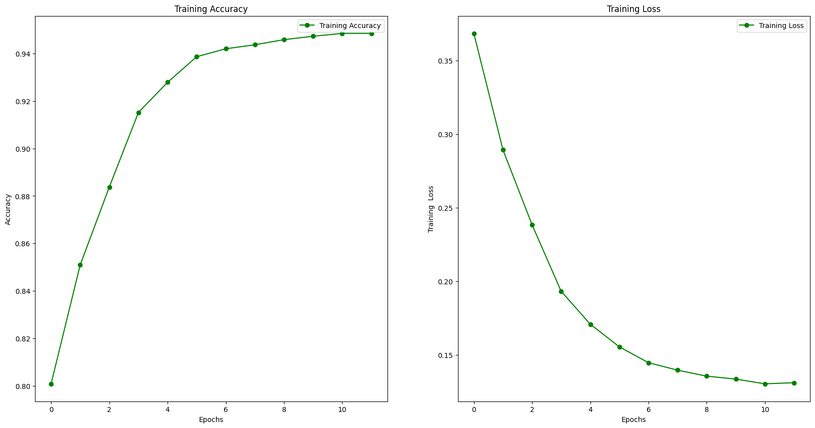 Training Accuracy
Training Accuracy
0.94
0.92
0.90
0.88
0.86
0.84
0.82
0.80
Accuracy
0 2 4 6 8 10
Epochs
Training Loss
Training Loss
0.35
0.30
0.25
0.20
0.15
Training Loss
0 2 4 6 8 10
Epochs